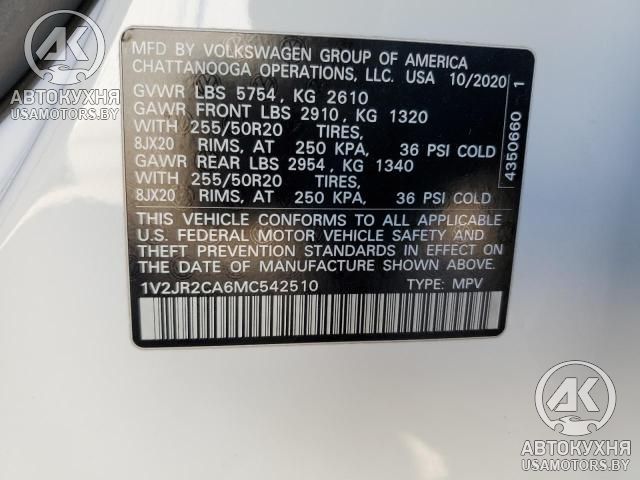 MFD BY VOLKSWAGEN GROUP OF AMERICA
CHATTANOOGA OPERATIONS, LLC. USA 10/2020
GVWR LBS 5754, KG 2610
GAWR FRONT LBS 2910, KG 1320
WITH 255/50R20 TIRES,
8JX20 RIMS, AT 250 KPA, 36 PSI COLD
GAWR REAR LBS 2954, KG 1340
WITH 255/50R20 TIRES,
8JX20 RIMS, AT 250 KPA, 36 PSI COLD
THIS VEHICLE CONFORMS TO ALL APPLICABLE
U.S. FEDERAL MOTOR VEHICLE SAFETY AND
THEFT PREVENTION STANDARDS IN EFFECT ON
THE DATE OF MANUFACTURE SHOWN ABOVE.
1V2JR2CA6MC542510 TYPE: MPV
4350660 1
АК
АВТОКУХНЯ
USAMOTORS.BY
АК
АВТОКУХНЯ
USAMOTORS.BY
АК
АВТОКУХНЯ
USAMOTORS.BY